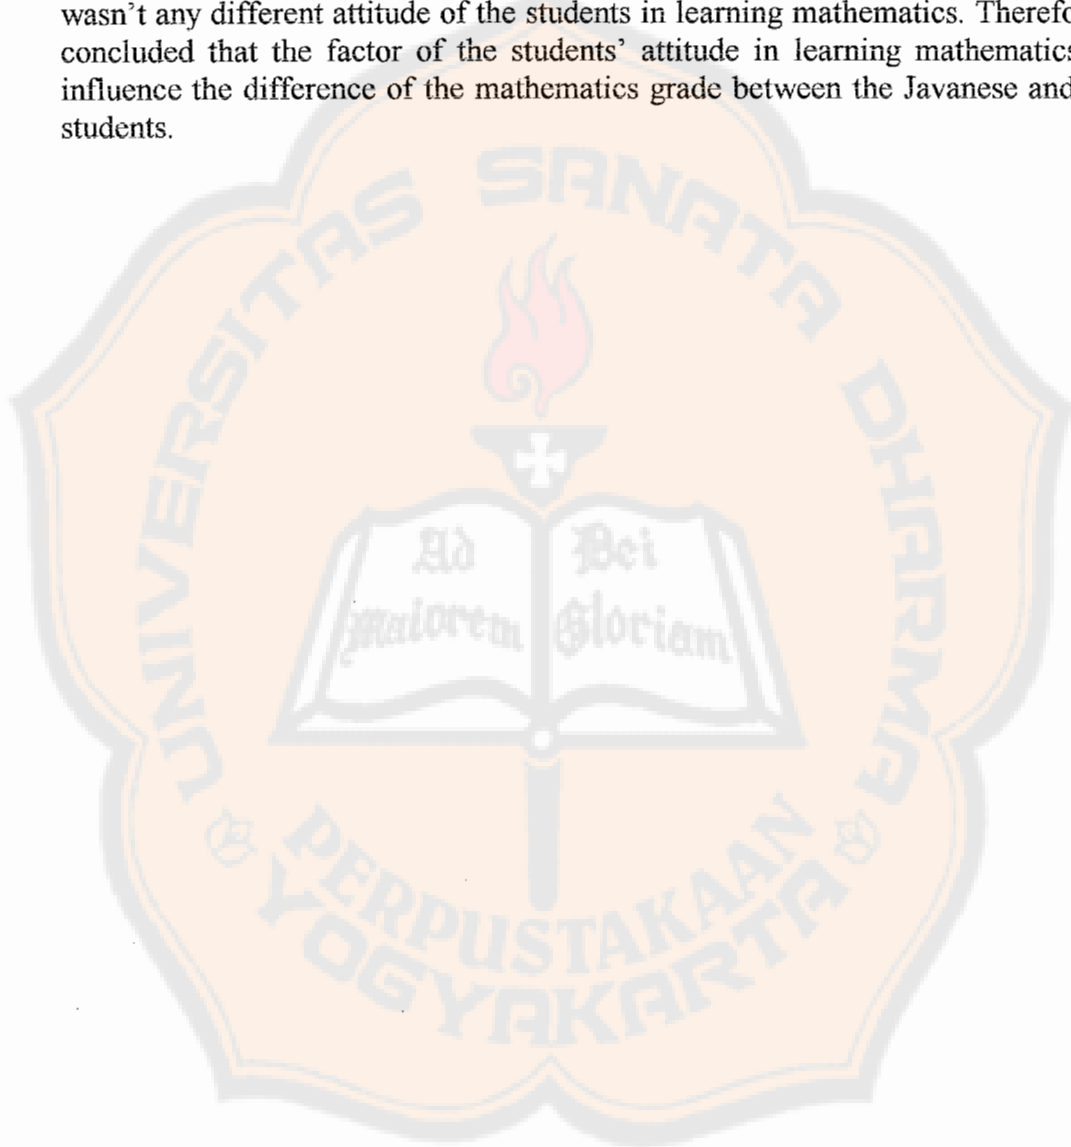 wasn't any different attitude of the students in learning mathematics. Therefo
concluded that the factor of the students' attitude in learning mathematics
influence the difference of the mathematics grade between the Javanese and
students.
UNIVERSITAS SANATA DHARMA
Ad
Dei
Maiorem
Gloriam
PERPUSTAKAAN
YOGYAKARTA